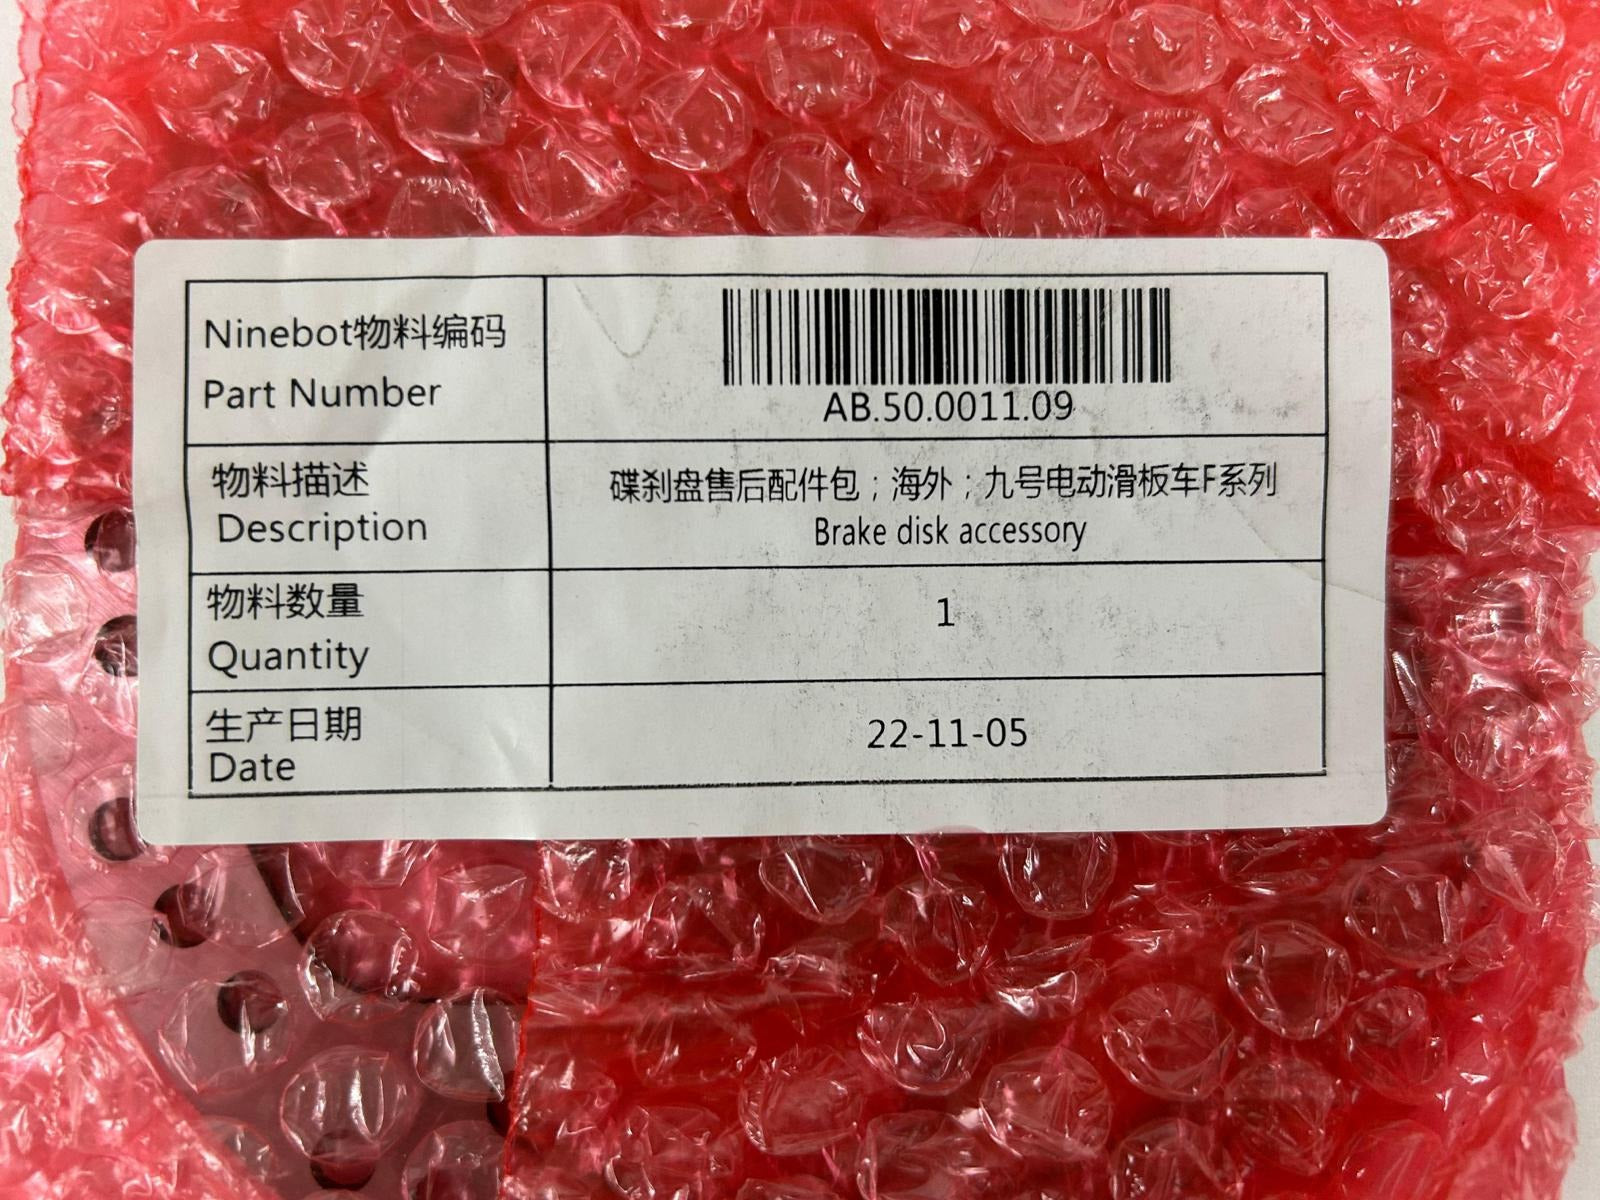 Ninebot物料编码
Part Number
AB.50.0011.09
物料描述
Description
碟刹盘售后配件包；海外；九号电动滑板车F系列
Brake disk accessory
物料数量
Quantity
1
生产日期
Date
22-11-05